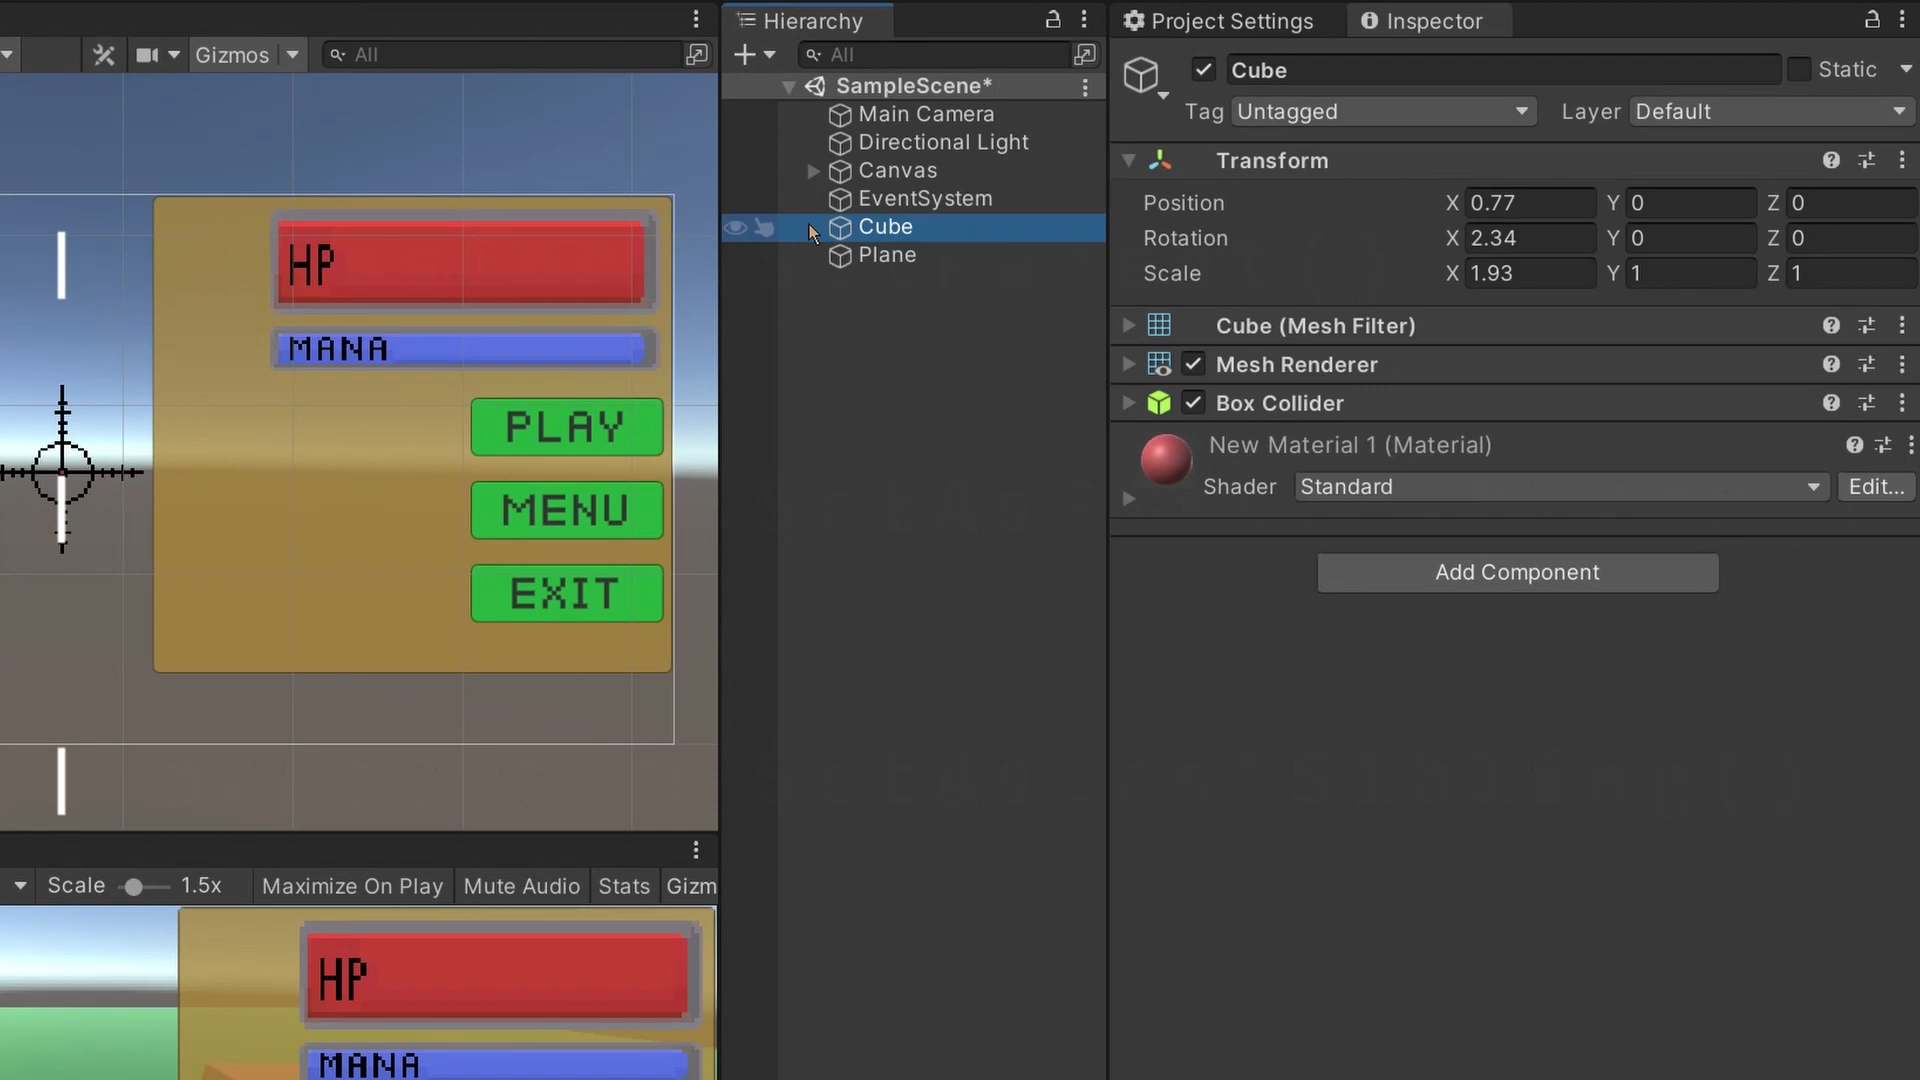 Gizmos
All
HP
MANA
PLAY
MENU
EXIT
Scale 1.5x Maximize On Play Mute Audio Stats Gizm
HP
MANA
Hierarchy
All
SampleScene*
Main Camera
Directional Light
Canvas
EventSystem
Cube
Plane
SetAsLastSibling()
Project Settings Inspector
Cube Static
Tag Untagged Layer Default
Transform
Position X 0.77 Y 0 Z 0
Rotation X 2.34 Y 0 Z 0
Scale X 1.93 Y 1 Z 1
Cube (Mesh Filter)
Mesh Renderer
Box Collider
New Material 1 (Material)
Shader Standard Edit...
Add Component